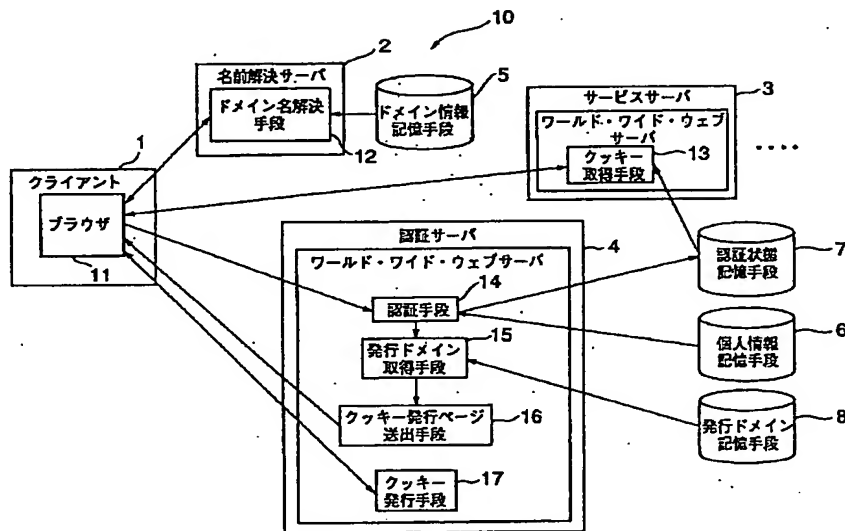 10
2
名前解決サーバ
ドメイン名解決
手段
12
5
ドメイン情報
記憶手段
3
サービスサーバ
ワールド・ワイド・ウェブ
サーバ
13
クッキー
取得手段
1
クライアント
ブラウザ
11
4
認証サーバ
ワールド・ワイド・ウェブサーバ
14
認証手段
15
発行ドメイン
取得手段
クッキー発行ページ
送出手段
16
17
クッキー
発行手段
認証状態
記憶手段
7
個人情報
記憶手段
6
発行ドメイン
記憶手段
8